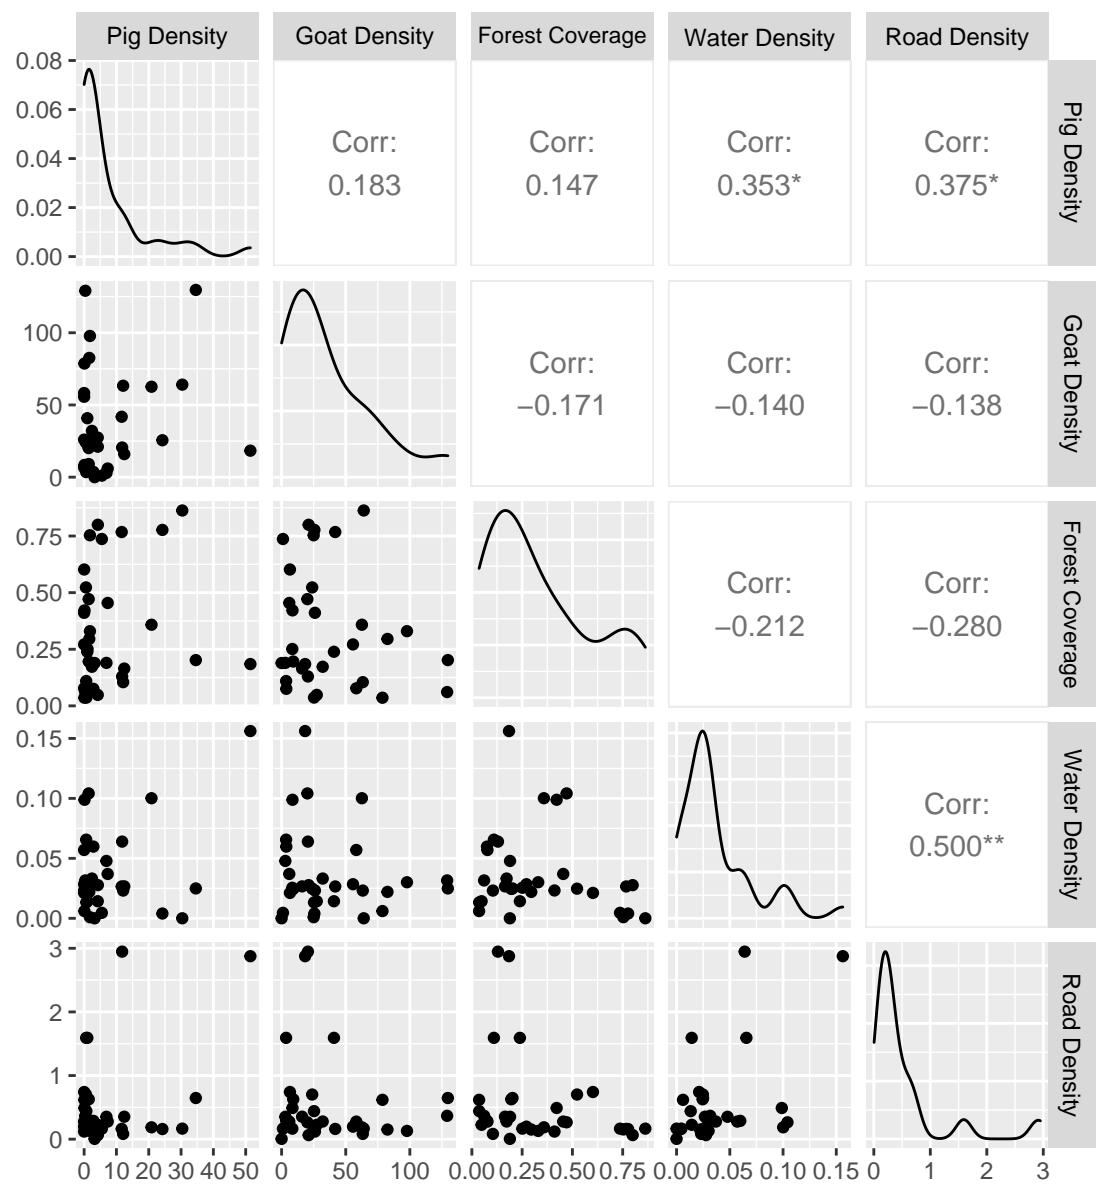 Pig Density
Goat Density
Forest Coverage
Water Density
Road Density
0.08
0.06
0.04
0.02
0.00
Corr:
0.183
Corr:
0.147
Corr:
0.353*
Corr:
0.375*
Pig Density
100
50
0
Corr:
−0.171
Corr:
−0.140
Corr:
−0.138
Goat Density
0.75
0.50
0.25
0.00
Corr:
−0.212
Corr:
−0.280
Forest Coverage
0.15
0.10
0.05
0.00
Corr:
0.500**
Water Density
3
2
1
0
Road Density
0 10 20 30 40 50
0 50 100
0.00 0.25 0.50 0.75
0.00 0.05 0.10 0.15
0 1 2 3